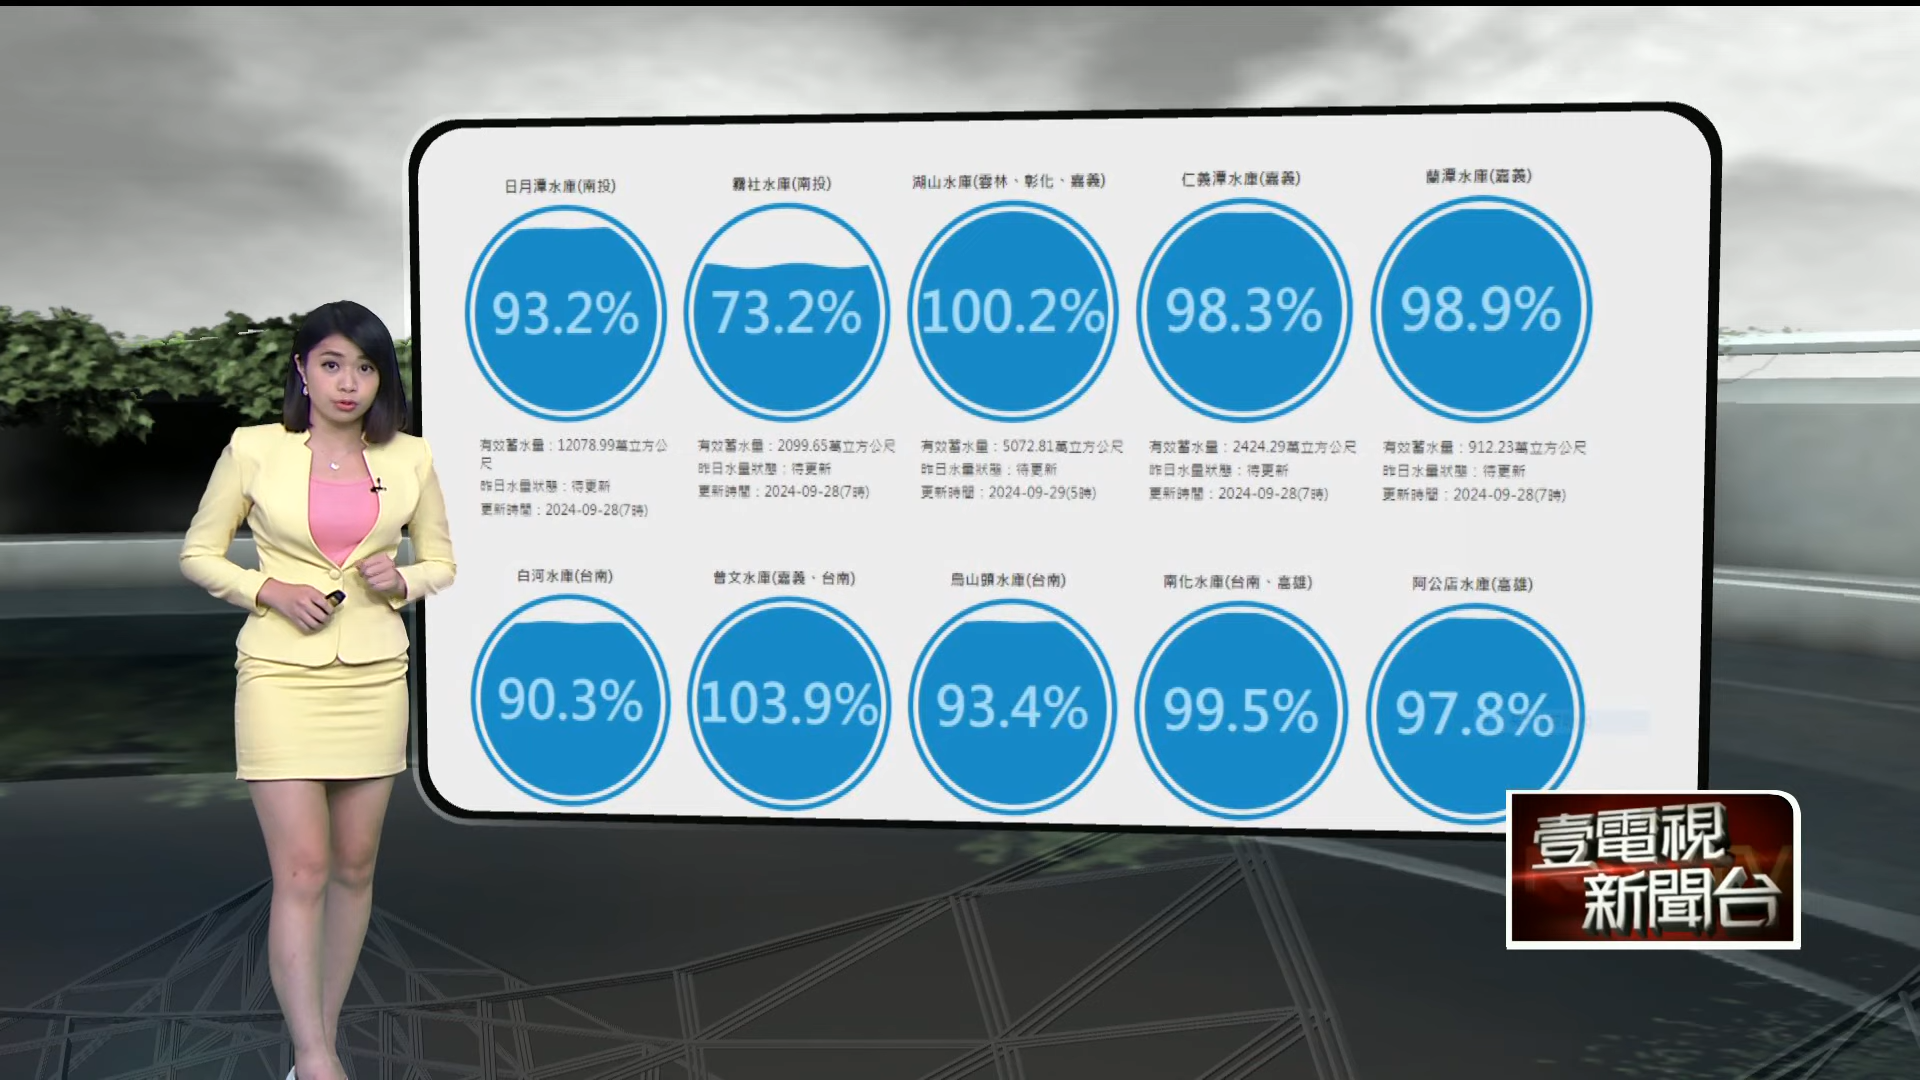 日月潭水庫(南投)
霧社水庫(南投)
湖山水庫(雲林、彰化、嘉義)
仁義潭水庫(嘉義)
蘭潭水庫(嘉義)
93.2%
73.2%
100.2%
98.3%
98.9%
有效蓄水量：12078.99萬立方公
尺
昨日水量狀態：待更新
更新時間：2024-09-28(7時)
有效蓄水量：2099.65萬立方公尺
昨日水量狀態：待更新
更新時間：2024-09-28(7時)
有效蓄水量：5072.81萬立方公尺
昨日水量狀態：待更新
更新時間：2024-09-29(5時)
有效蓄水量：2424.29萬立方公尺
昨日水量狀態：待更新
更新時間：2024-09-28(7時)
有效蓄水量：912.23萬立方公尺
昨日水量狀態：待更新
更新時間：2024-09-28(7時)
白河水庫(台南)
曾文水庫(嘉義、台南)
烏山頭水庫(台南)
南化水庫(台南、高雄)
阿公店水庫(高雄)
90.3%
103.9%
93.4%
99.5%
97.8%
壹電視
新聞台